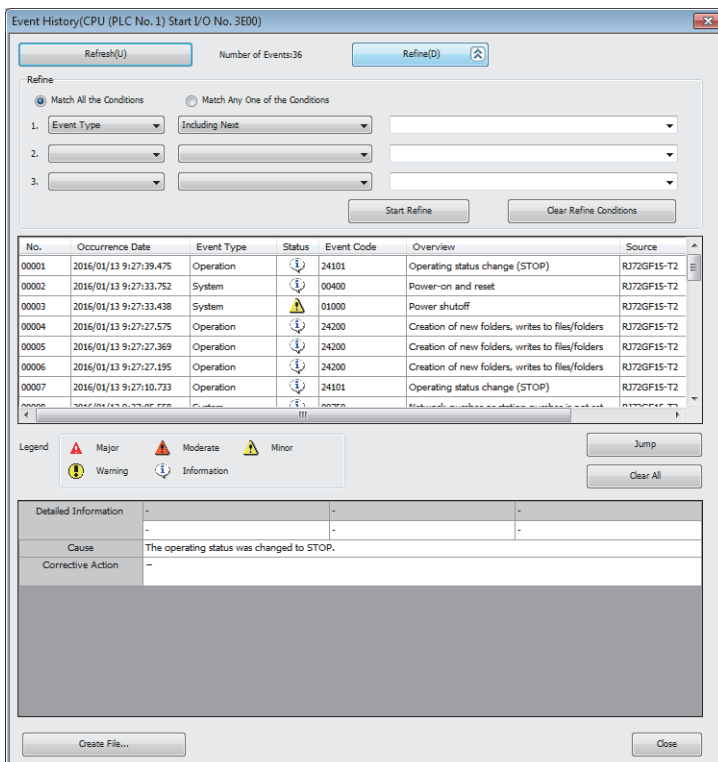 Event History(CPU (PLC No. 1) Start I/O No. 3E00)
Refresh(U) Number of Events:36 Refine(D)
Refine
Match All the Conditions Match Any One of the Conditions
1. Event Type Including Next
2.
3.
Start Refine Clear Refine Conditions
No. Occurrence Date Event Type Status Event Code Overview Source
00001 2016/01/13 9:27:39.475 Operation i 24101 Operating status change (STOP) RJ72GF15-T2
00002 2016/01/13 9:27:33.752 System i 00400 Power-on and reset RJ72GF15-T2
00003 2016/01/13 9:27:33.438 System 01000 Power shutoff RJ72GF15-T2
00004 2016/01/13 9:27:27.575 Operation i 24200 Creation of new folders, writes to files/folders RJ72GF15-T2
00005 2016/01/13 9:27:27.369 Operation i 24200 Creation of new folders, writes to files/folders RJ72GF15-T2
00006 2016/01/13 9:27:27.195 Operation i 24200 Creation of new folders, writes to files/folders RJ72GF15-T2
00007 2016/01/13 9:27:10.733 Operation i 24101 Operating status change (STOP) RJ72GF15-T2
Legend Major Moderate Minor Jump
Warning Information Clear All
Detailed Information - - -
- - -
Cause The operating status was changed to STOP.
Corrective Action –
Create File... Close